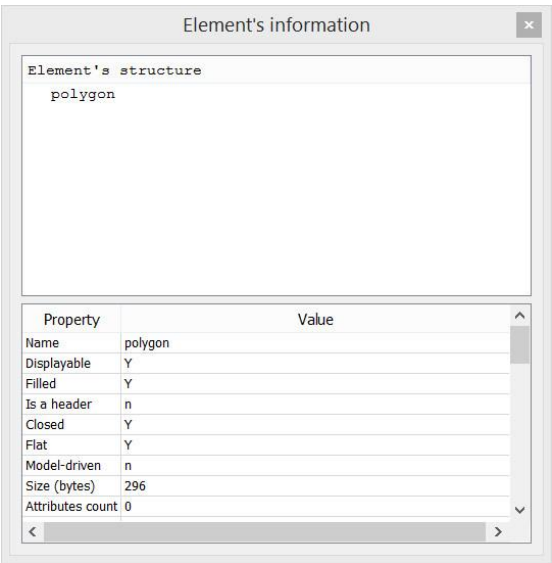 Element's information
Element's structure
polygon
Property Value
Name polygon
Displayable Y
Filled Y
Is a header n
Closed Y
Flat Y
Model-driven n
Size (bytes) 296
Attributes count 0